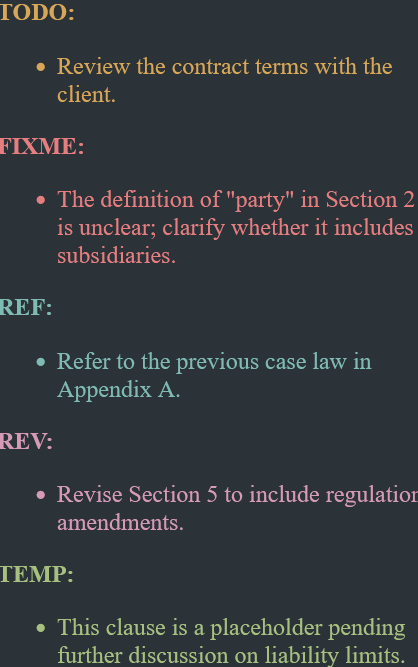 TODO:
• Review the contract terms with the
client.
FIXME:
• The definition of "party" in Section 2
is unclear; clarify whether it includes
subsidiaries.
REF:
• Refer to the previous case law in
Appendix A.
REV:
• Revise Section 5 to include regulation
amendments.
TEMP:
• This clause is a placeholder pending
further discussion on liability limits.